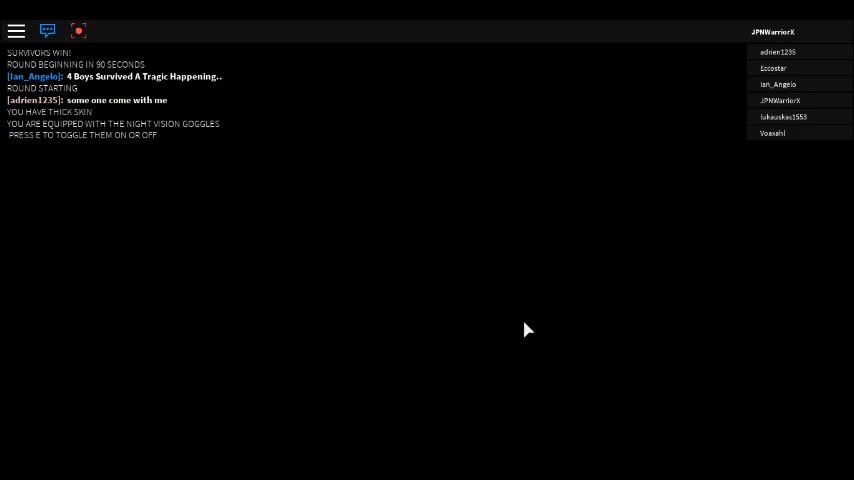 JPNWarriorX
SURVIVORS WIN!
ROUND BEGINNING IN 90 SECONDS
[Ian_Angelo]: 4 Boys Survived A Tragic Happening..
ROUND STARTING
[adrien1235]: some one come with me
YOU HAVE THICK SKIN
YOU ARE EQUIPPED WITH THE NIGHT VISION GOGGLES
PRESS E TO TOGGLE THEM ON OR OFF
adrien1235
Eccostar
Ian_Angelo
JPNWarriorX
lukauskas1553
Voaxahl